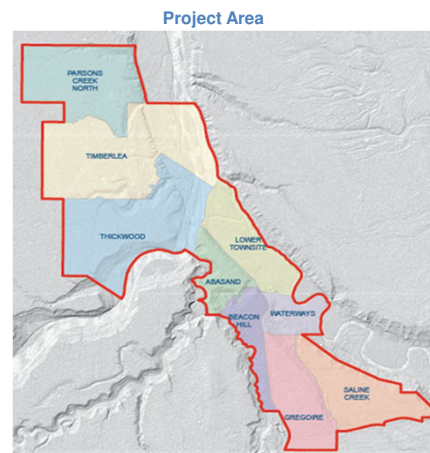 Project Area
PARSONS
CREEK
NORTH
TIMBERLEA
THICKWOOD
LOWER
TOWNSITE
ABASAND
BEACON
HILL
WATERWAYS
SALINE
CREEK
GREGOIRE